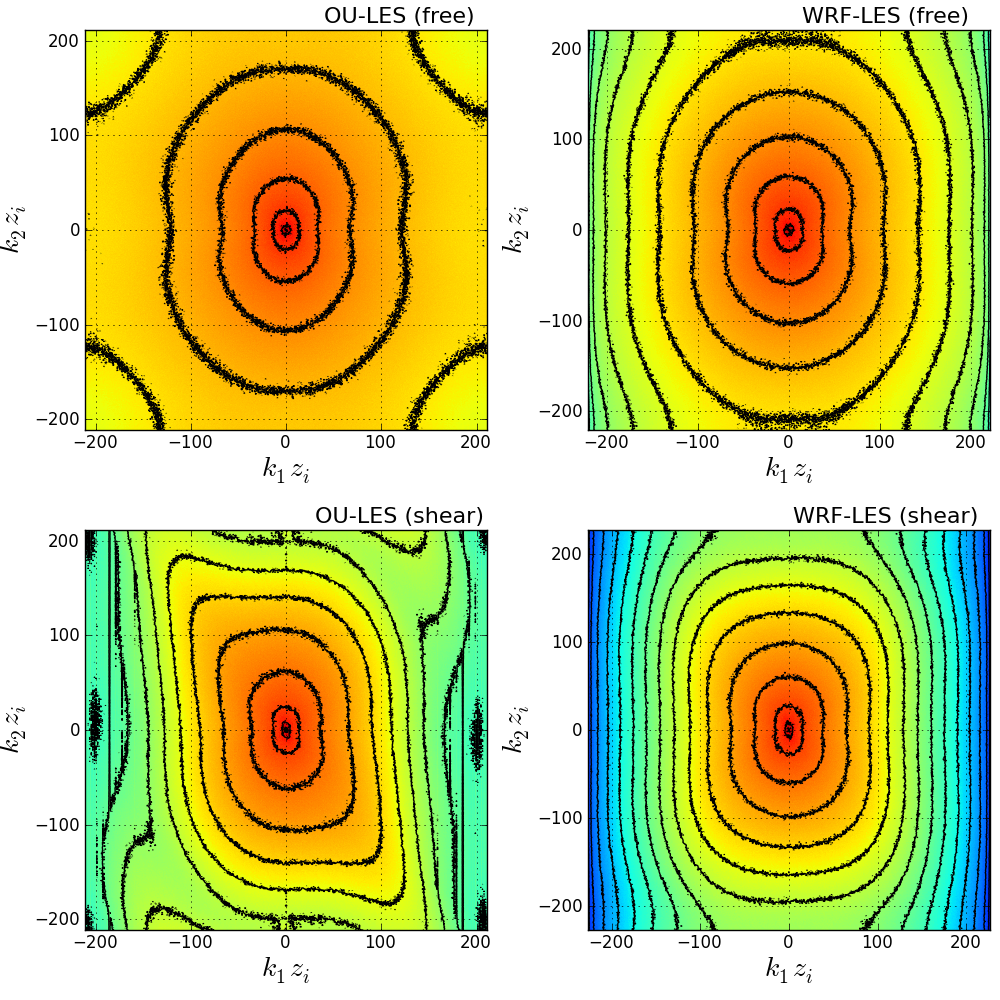 OU-LES (free)
WRF-LES (free)
200
100
0
−100
−200
k₂ zᵢ
−200 −100 0 100 200
k₁ zᵢ
200
100
0
−100
−200
k₂ zᵢ
−200 −100 0 100 200
k₁ zᵢ
OU-LES (shear)
WRF-LES (shear)
200
100
0
−100
−200
k₂ zᵢ
−200 −100 0 100 200
k₁ zᵢ
200
100
0
−100
−200
k₂ zᵢ
−200 −100 0 100 200
k₁ zᵢ